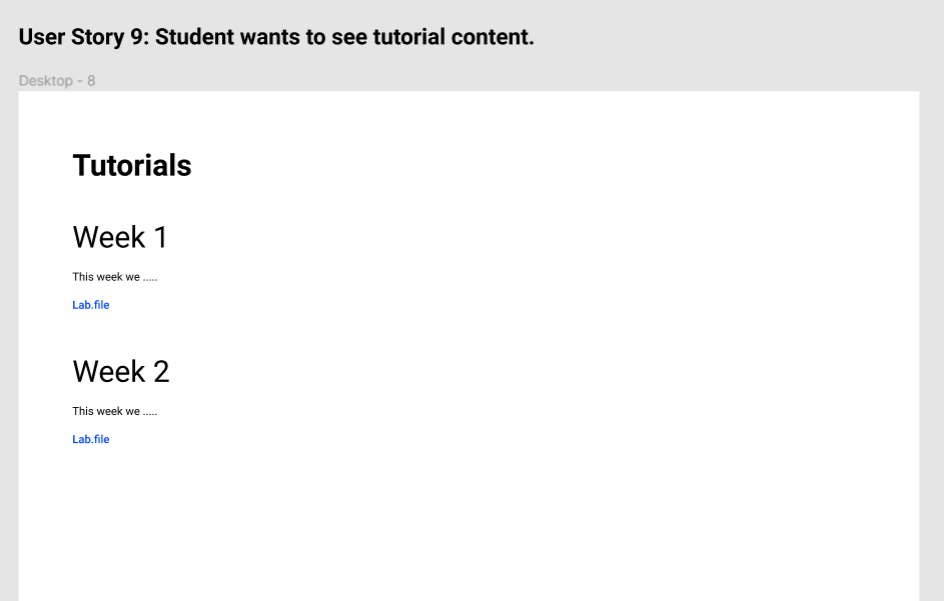 User Story 9: Student wants to see tutorial content.
Desktop - 8
Tutorials
Week 1
This week we .....
Lab.file
Week 2
This week we .....
Lab.file